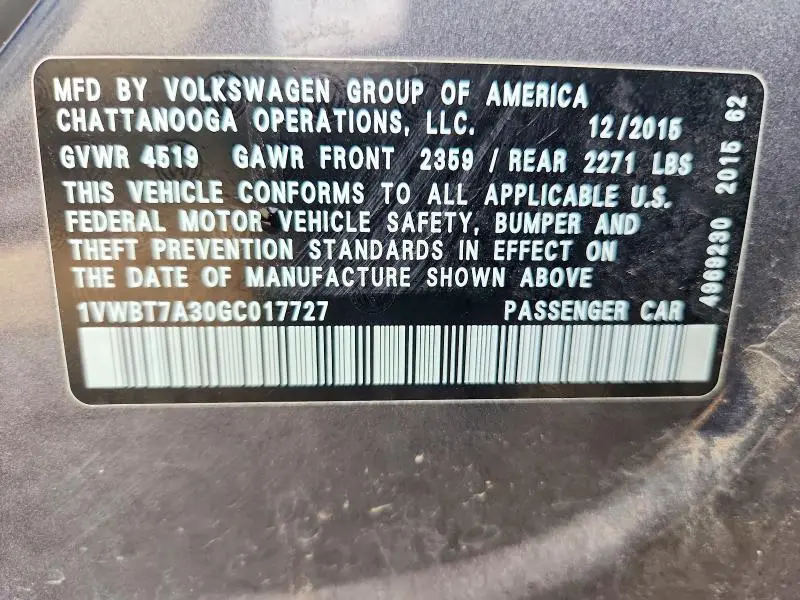 MFD BY VOLKSWAGEN GROUP OF AMERICA
CHATTANOOGA OPERATIONS, LLC. 12/2015
GVWR 4519 GAWR FRONT 2359 / REAR 2271 LBS
THIS VEHICLE CONFORMS TO ALL APPLICABLE U.S.
FEDERAL MOTOR VEHICLE SAFETY, BUMPER AND
THEFT PREVENTION STANDARDS IN EFFECT ON
THE DATE OF MANUFACTURE SHOWN ABOVE
1VWBT7A30GC017727 PASSENGER CAR
4969230 2015 62